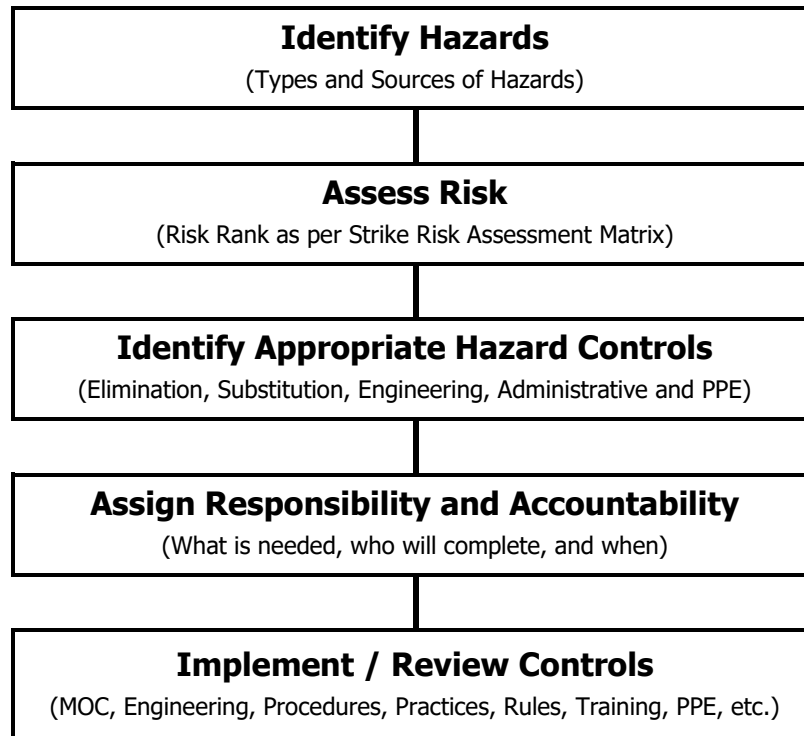 Identify Hazards
(Types and Sources of Hazards)
Assess Risk
(Risk Rank as per Strike Risk Assessment Matrix)
Identify Appropriate Hazard Controls
(Elimination, Substitution, Engineering, Administrative and PPE)
Assign Responsibility and Accountability
(What is needed, who will complete, and when)
Implement / Review Controls
(MOC, Engineering, Procedures, Practices, Rules, Training, PPE, etc.)